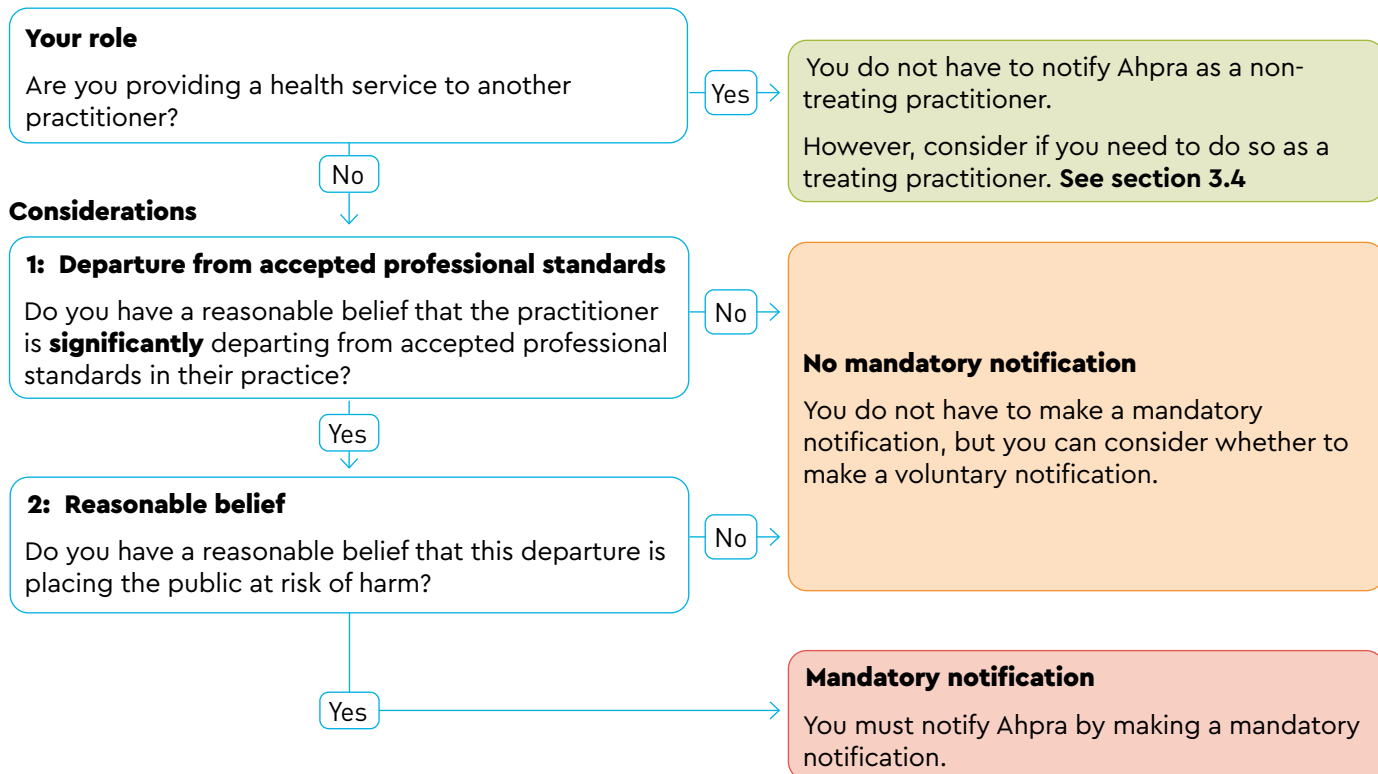 Your role
Are you providing a health service to another
practitioner?
Yes
You do not have to notify Ahpra as a non-
treating practitioner.
However, consider if you need to do so as a
treating practitioner. See section 3.4
No
Considerations
1: Departure from accepted professional standards
Do you have a reasonable belief that the practitioner
is significantly departing from accepted professional
standards in their practice?
No
Yes
No mandatory notification
You do not have to make a mandatory
notification, but you can consider whether to
make a voluntary notification.
2: Reasonable belief
Do you have a reasonable belief that this departure is
placing the public at risk of harm?
No
Yes
Mandatory notification
You must notify Ahpra by making a mandatory
notification.